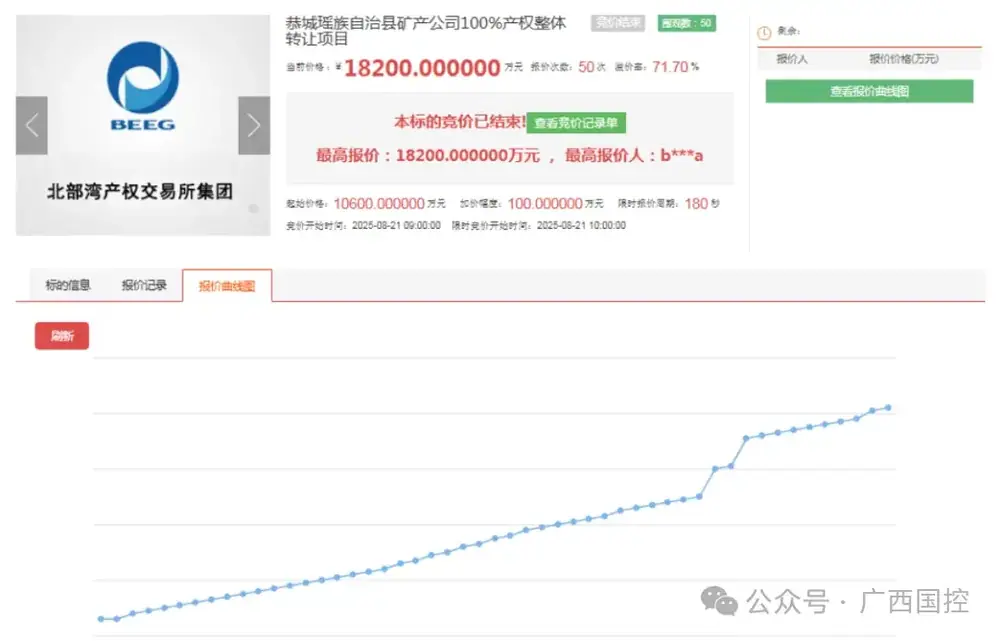 恭城瑶族自治县矿产公司100%产权整体
转让项目
竞价结束
围观数：50
当前价格：¥18200.000000万元 报价次数：50次 溢价率：71.70%
本标的竞价已结束!查看竞价记录单
最高报价：18200.000000万元 ，最高报价人：b***a
起始价格：10600.000000万元 加价幅度：100.000000万元 限时报价周期：180秒
竞价开始时间：2025-08-21 09:00:00 限时竞价开始时间：2025-08-21 10:00:00
BEEG
北部湾产权交易所集团
剩余：
报价人 报价价格(万元)
查看报价曲线图
标的信息 报价记录 报价曲线图
刷新
公众号 · 广西国控